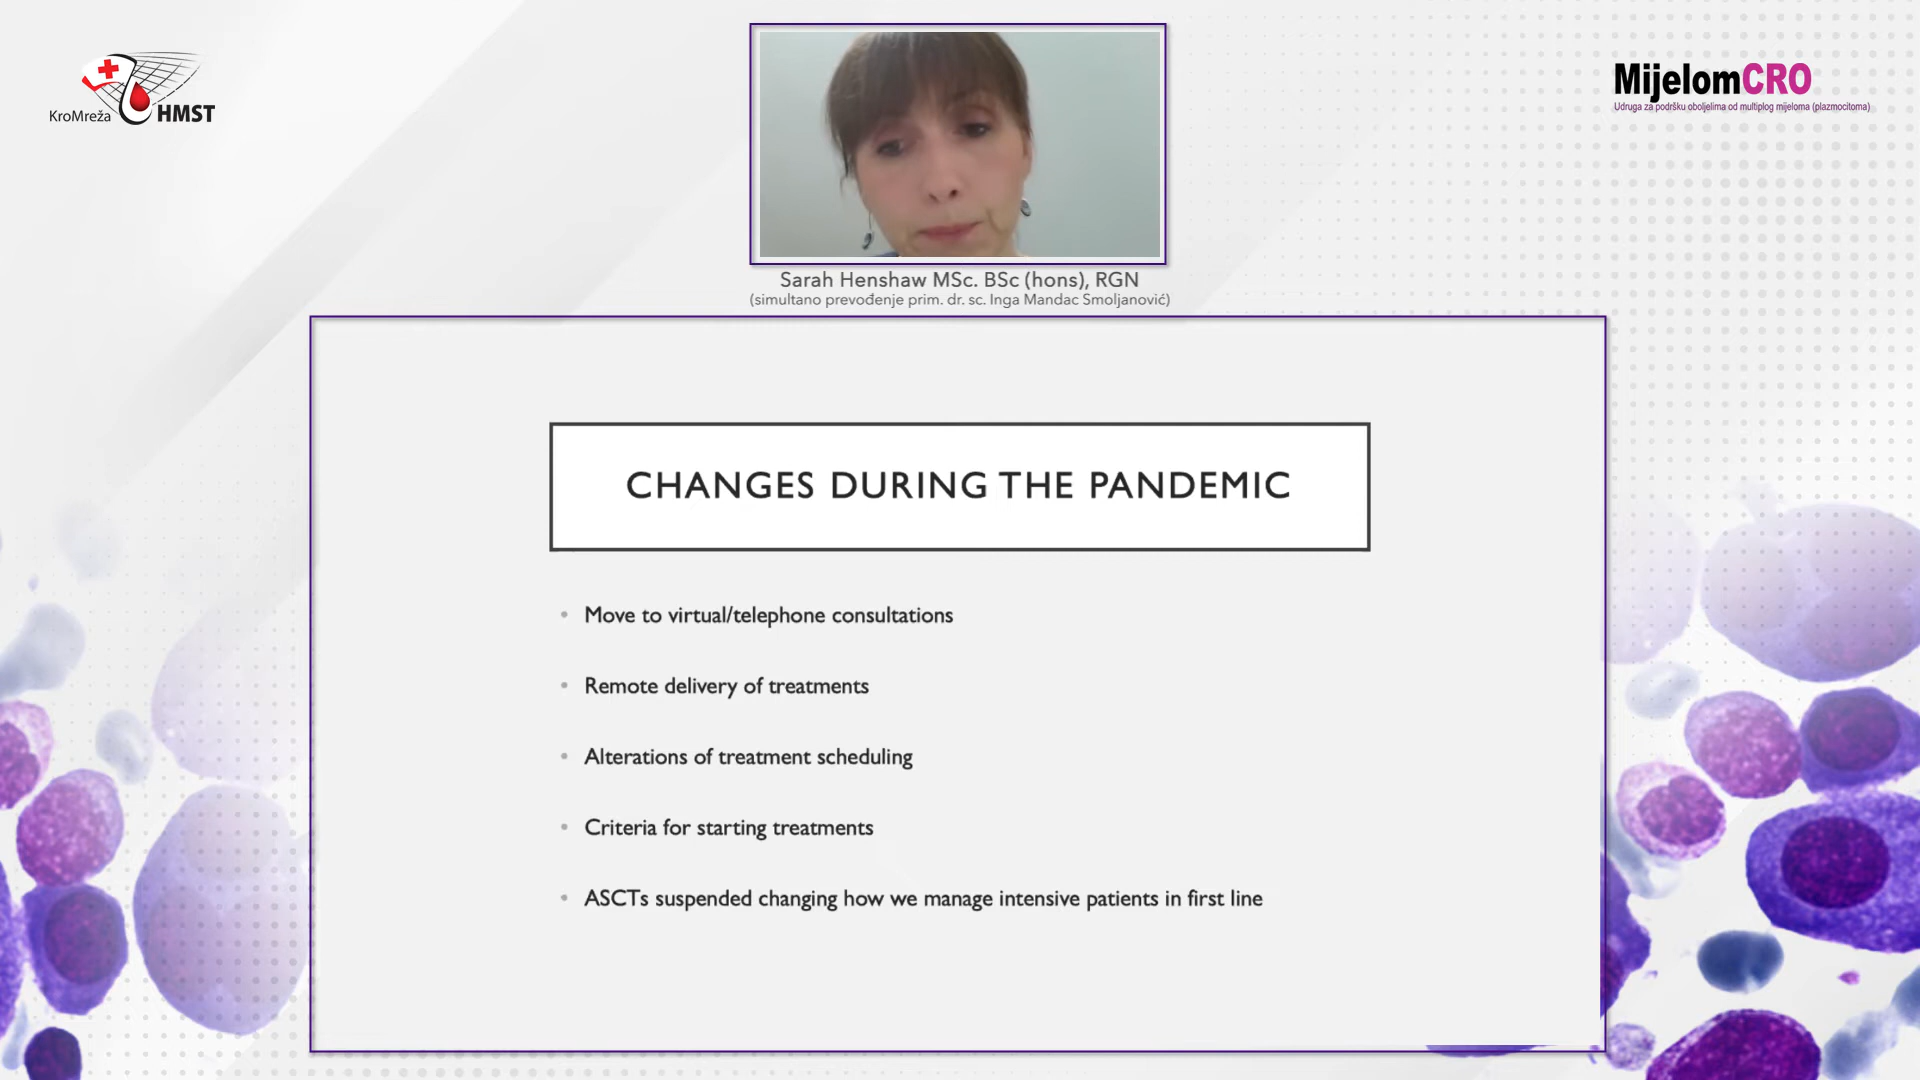 KroMreža HMST
MijelomCRO
Udruga za podršku oboljelima od multiplog mijeloma (plazmocitoma)
Sarah Henshaw MSc. BSc (hons), RGN
(simultano prevođenje prim. dr. sc. Inga Mandac Smoljanović)
CHANGES DURING THE PANDEMIC
• Move to virtual/telephone consultations
• Remote delivery of treatments
• Alterations of treatment scheduling
• Criteria for starting treatments
• ASCTs suspended changing how we manage intensive patients in first line